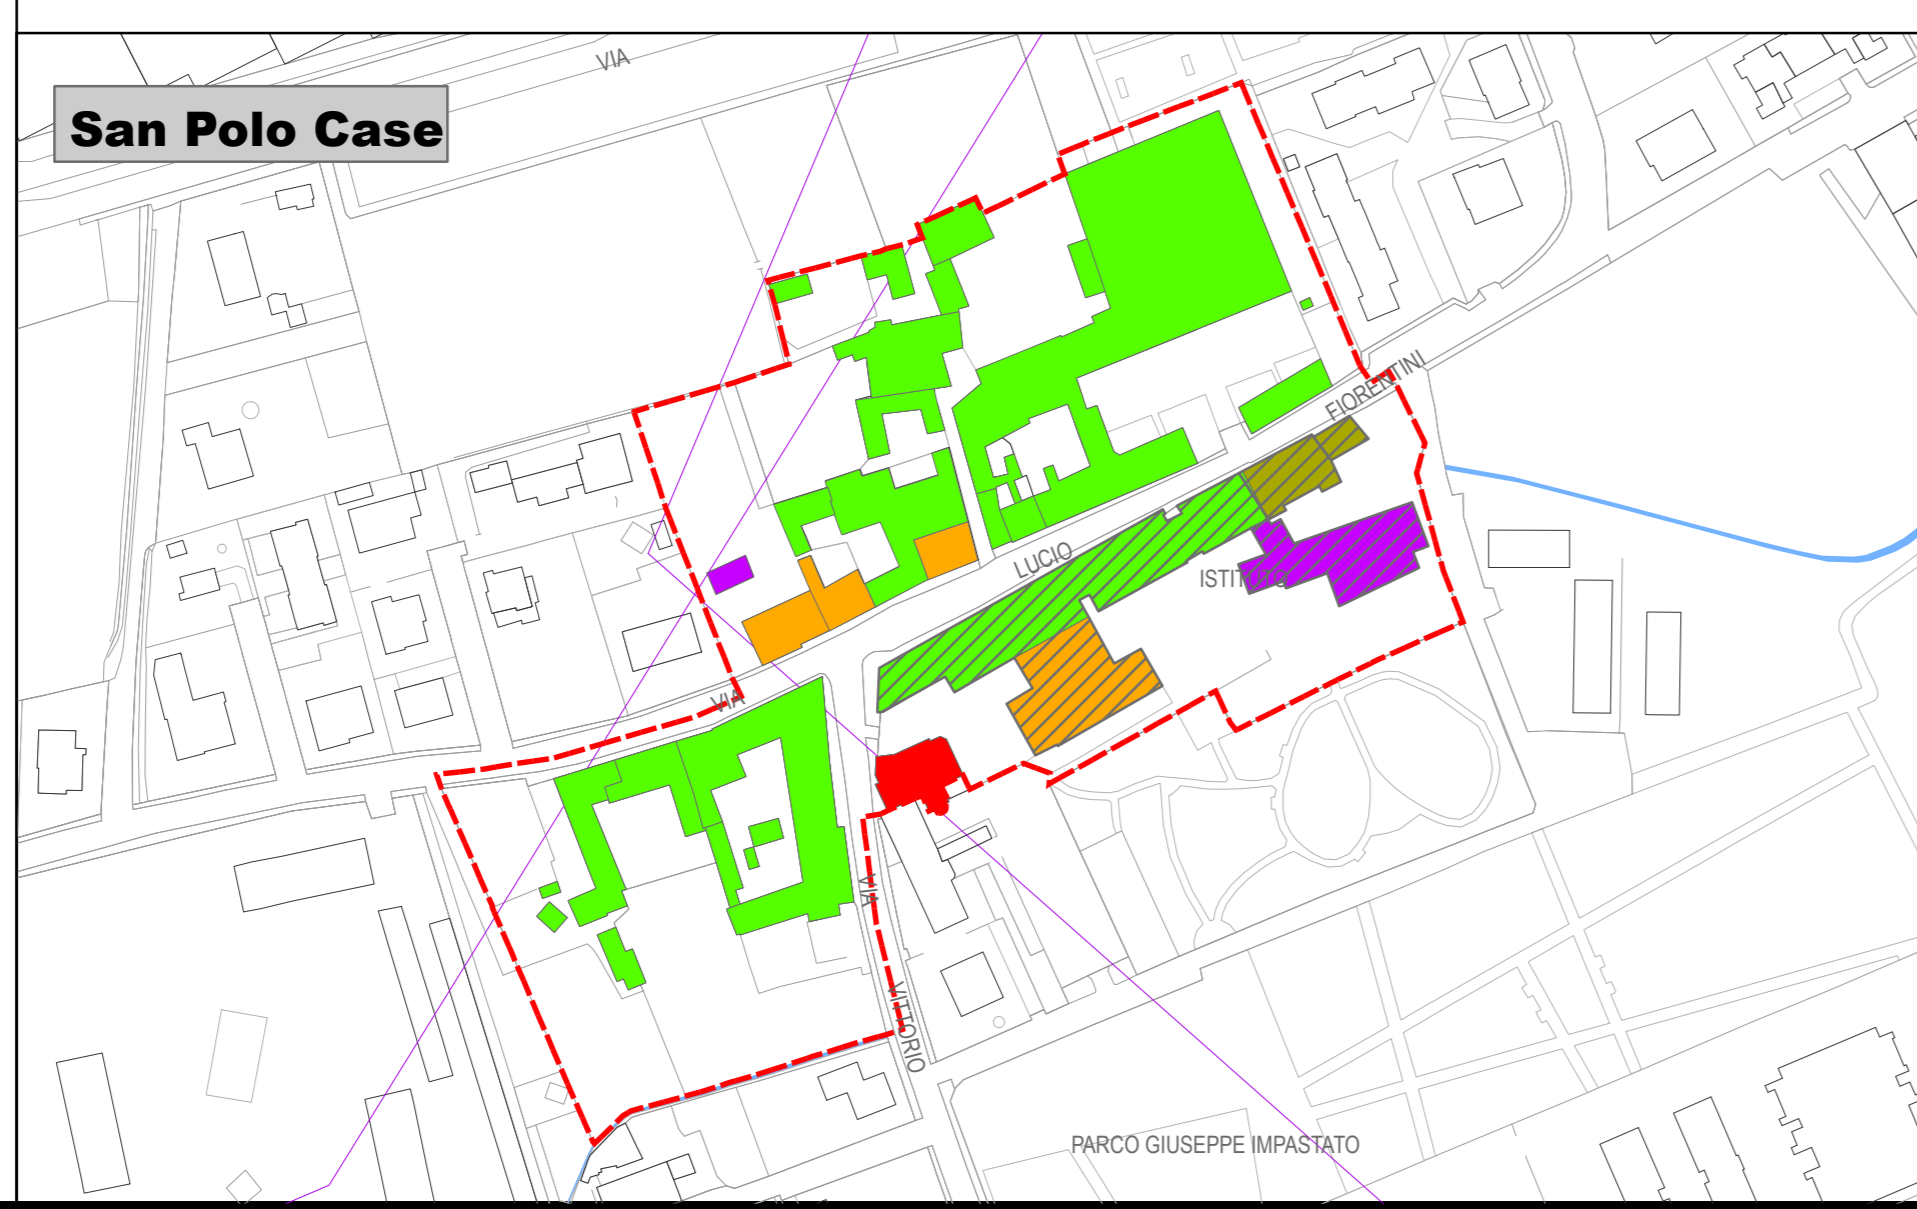 VIA
San Polo Case
FIORENTINI
LUCIO
ISTITUTO
VIA
VIA
VITTORIO
PARCO GIUSEPPE IMPASTATO